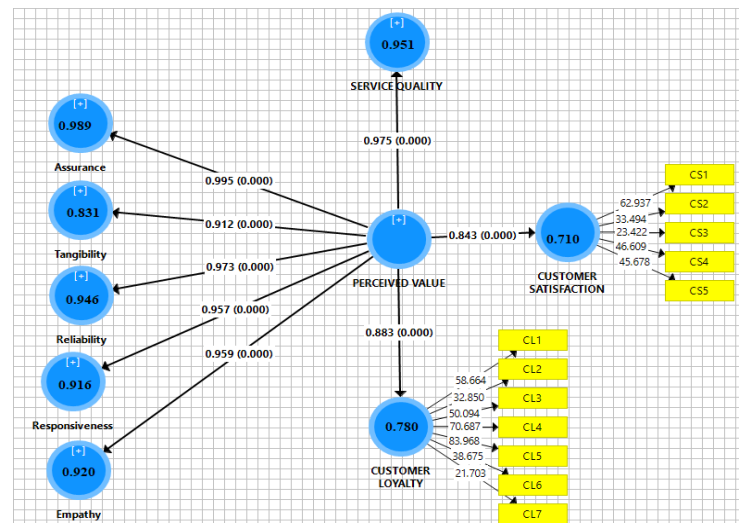 [+]
0.951
SERVICE QUALITY
[+]
0.989
Assurance
0.975 (0.000)
0.995 (0.000)
[+]
0.831
Tangibility
0.912 (0.000)
[+]
PERCEIVED VALUE
0.843 (0.000)
0.710
CUSTOMER
SATISFACTION
62.937
33.494
23.422
46.609
45.678
CS1
CS2
CS3
CS4
CS5
0.973 (0.000)
[+]
0.946
Reliability
0.957 (0.000)
0.883 (0.000)
0.959 (0.000)
[+]
0.916
Responsiveness
[+]
0.920
Empathy
0.780
CUSTOMER
LOYALTY
58.664
32.850
50.094
70.687
83.968
38.675
21.703
CL1
CL2
CL3
CL4
CL5
CL6
CL7